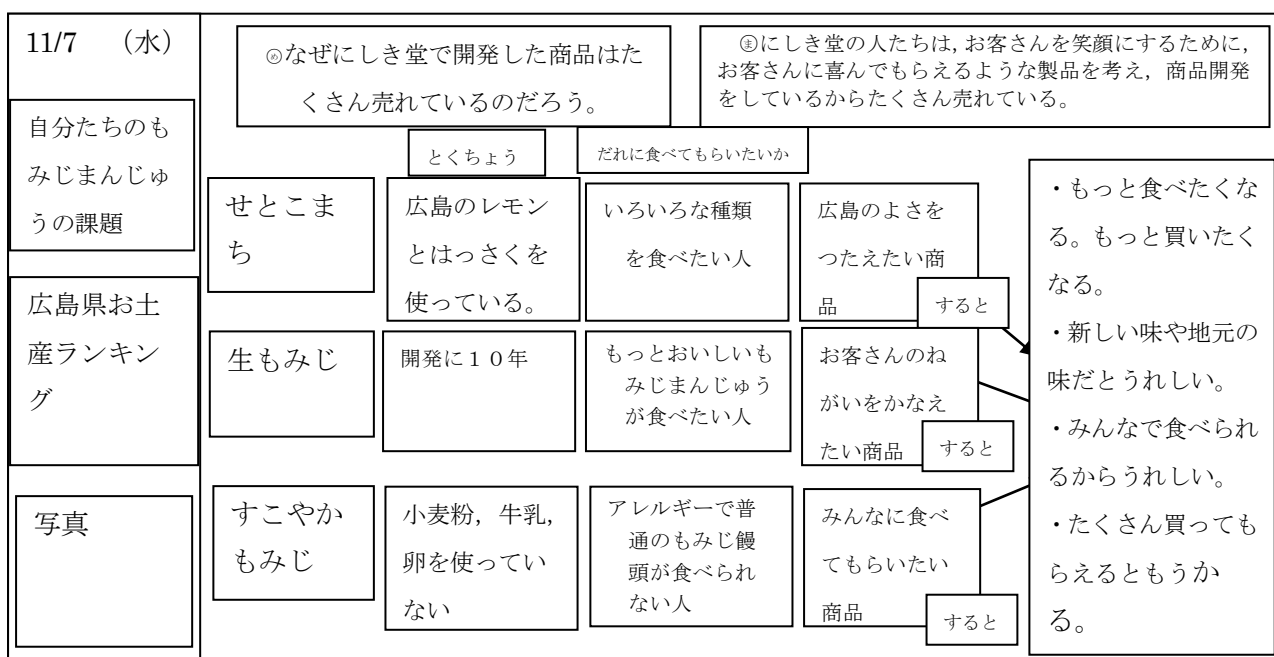 11/7 (水)
自分たちのも
みじまんじゅ
うの課題
広島県お土
産ランキン
グ
写真
㋱なぜにしき堂で開発した商品はた
くさん売れているのだろう。
㋮にしき堂の人たちは,お客さんを笑顔にするために,
お客さんに喜んでもらえるような製品を考え,商品開発
をしているからたくさん売れている。
とくちょう
だれに食べてもらいたいか
せとこま
ち
広島のレモン
とはっさくを
使っている。
いろいろな種類
を食べたい人
広島のよさを
つたえたい商
品
すると
生もみじ
開発に10年
もっとおいしいも
みじまんじゅう
が食べたい人
お客さんのね
がいをかなえ
たい商品
すると
すこやか
もみじ
小麦粉,牛乳,
卵を使ってい
ない
アレルギーで普
通のもみじ饅
頭が食べられ
ない人
みんなに食べ
てもらいたい
商品
すると
・もっと食べたくな
る。もっと買いたく
なる。
・新しい味や地元の
味だとうれしい。
・みんなで食べられ
るからうれしい。
・たくさん買っても
らえるともうか
る。